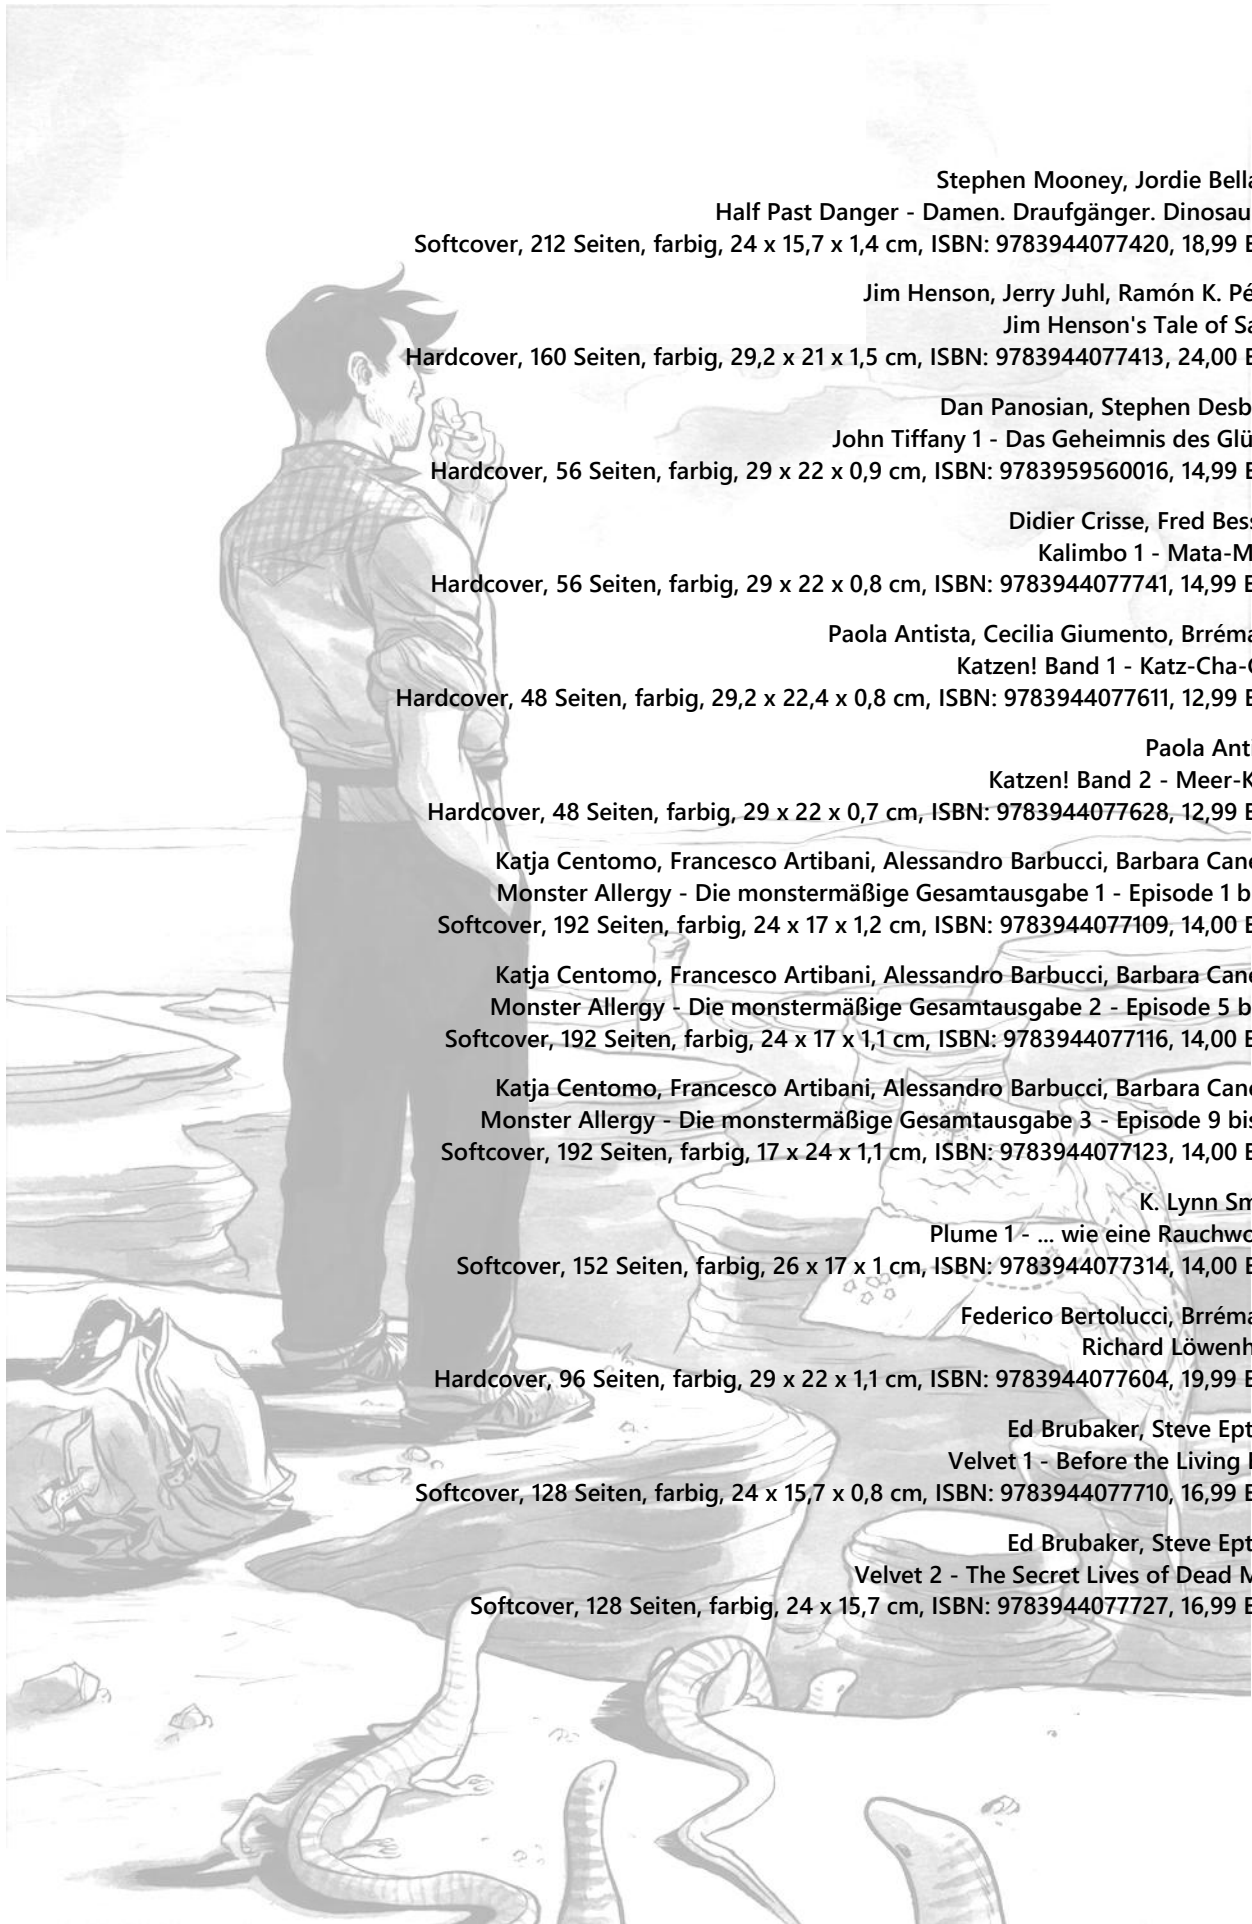 Stephen Mooney, Jordie Bella
Half Past Danger - Damen. Draufgänger. Dinosau
Softcover, 212 Seiten, farbig, 24 x 15,7 x 1,4 cm, ISBN: 9783944077420, 18,99 E
Jim Henson, Jerry Juhl, Ramón K. Pé
Jim Henson's Tale of Sa
Hardcover, 160 Seiten, farbig, 29,2 x 21 x 1,5 cm, ISBN: 9783944077413, 24,00 E
Dan Panosian, Stephen Desb
John Tiffany 1 - Das Geheimnis des Glü
Hardcover, 56 Seiten, farbig, 29 x 22 x 0,9 cm, ISBN: 9783959560016, 14,99 E
Didier Crisse, Fred Bess
Kalimbo 1 - Mata-M
Hardcover, 56 Seiten, farbig, 29 x 22 x 0,8 cm, ISBN: 9783944077741, 14,99 E
Paola Antista, Cecilia Giumento, Brréma
Katzen! Band 1 - Katz-Cha-C
Hardcover, 48 Seiten, farbig, 29,2 x 22,4 x 0,8 cm, ISBN: 9783944077611, 12,99 E
Paola Anti
Katzen! Band 2 - Meer-K
Hardcover, 48 Seiten, farbig, 29 x 22 x 0,7 cm, ISBN: 9783944077628, 12,99 E
Katja Centomo, Francesco Artibani, Alessandro Barbucci, Barbara Cane
Monster Allergy - Die monstermäßige Gesamtausgabe 1 - Episode 1 b
Softcover, 192 Seiten, farbig, 24 x 17 x 1,2 cm, ISBN: 9783944077109, 14,00 E
Katja Centomo, Francesco Artibani, Alessandro Barbucci, Barbara Cane
Monster Allergy - Die monstermäßige Gesamtausgabe 2 - Episode 5 b
Softcover, 192 Seiten, farbig, 24 x 17 x 1,1 cm, ISBN: 9783944077116, 14,00 E
Katja Centomo, Francesco Artibani, Alessandro Barbucci, Barbara Cane
Monster Allergy - Die monstermäßige Gesamtausgabe 3 - Episode 9 bis
Softcover, 192 Seiten, farbig, 17 x 24 x 1,1 cm, ISBN: 9783944077123, 14,00 E
K. Lynn Sm
Plume 1 - ... wie eine Rauchwo
Softcover, 152 Seiten, farbig, 26 x 17 x 1 cm, ISBN: 9783944077314, 14,00 E
Federico Bertolucci, Brréma
Richard Löwenh
Hardcover, 96 Seiten, farbig, 29 x 22 x 1,1 cm, ISBN: 9783944077604, 19,99 E
Ed Brubaker, Steve Ept
Velvet 1 - Before the Living
Softcover, 128 Seiten, farbig, 24 x 15,7 x 0,8 cm, ISBN: 9783944077710, 16,99 E
Ed Brubaker, Steve Ept
Velvet 2 - The Secret Lives of Dead M
Softcover, 128 Seiten, farbig, 24 x 15,7 cm, ISBN: 9783944077727, 16,99 E